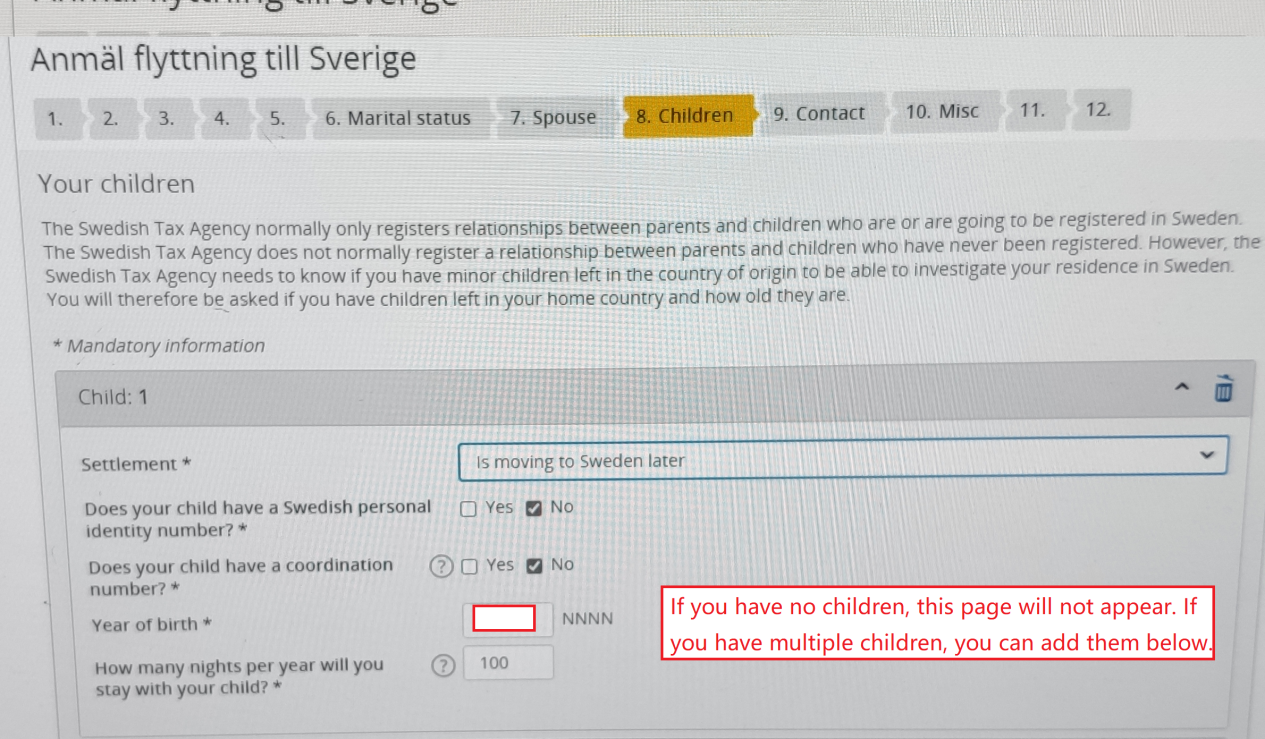 Anmäl flyttning till Sverige
Anmäl flyttning till Sverige
1. 2. 3. 4. 5. 6. Marital status 7. Spouse 8. Children 9. Contact 10. Misc 11. 12.
Your children
The Swedish Tax Agency normally only registers relationships between parents and children who are or are going to be registered in Sweden.
The Swedish Tax Agency does not normally register a relationship between parents and children who have never been registered. However, the
Swedish Tax Agency needs to know if you have minor children left in the country of origin to be able to investigate your residence in Sweden.
You will therefore be asked if you have children left in your home country and how old they are.
* Mandatory information
Child: 1
Settlement * Is moving to Sweden later
Does your child have a Swedish personal Yes No
identity number? *
Does your child have a coordination ? Yes No
number? *
Year of birth * NNNN
If you have no children, this page will not appear. If
you have multiple children, you can add them below.
How many nights per year will you ? 100
stay with your child? *